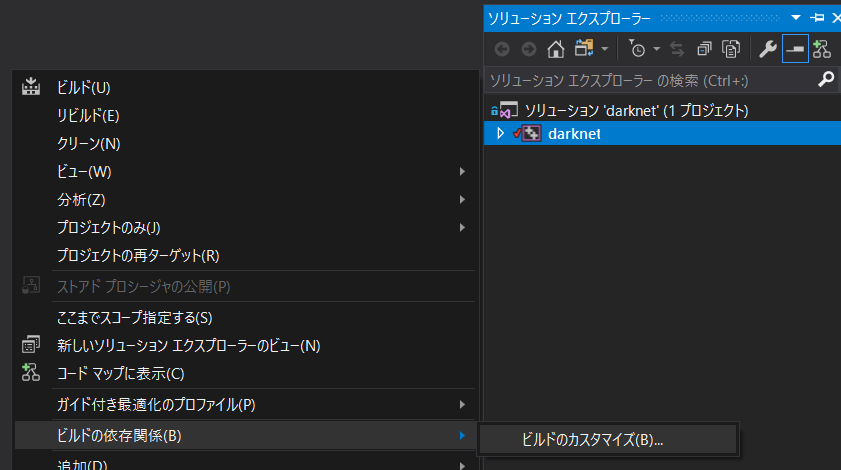 ソリューション エクスプローラー
ソリューション エクスプローラー の検索 (Ctrl+:)
ソリューション 'darknet' (1 プロジェクト)
darknet
ビルド(U)
リビルド(E)
クリーン(N)
ビュー(W)
分析(Z)
プロジェクトのみ(J)
プロジェクトの再ターゲット(R)
ストアド プロシージャの公開(P)
ここまでスコープ指定する(S)
新しいソリューション エクスプローラーのビュー(N)
コード マップに表示(C)
ガイド付き最適化のプロファイル(P)
ビルドの依存関係(B)
ビルドのカスタマイズ(B)...
追加(D)